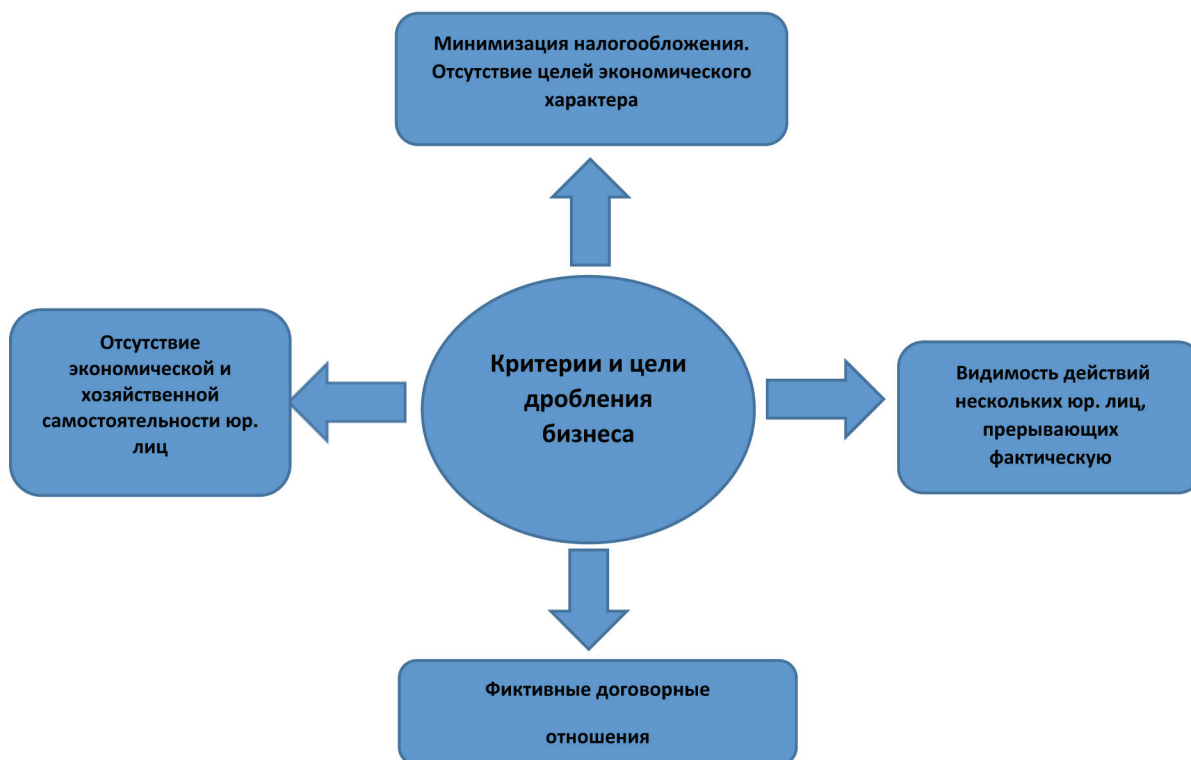 Минимизация налогообложения.
Отсутствие целей экономического
характера
Отсутствие
экономической и
хозяйственной
самостоятельности юр.
лиц
Критерии и цели
дробления
бизнеса
Видимость действий
нескольких юр. лиц,
прерывающих
фактическую
Фиктивные договорные
отношения